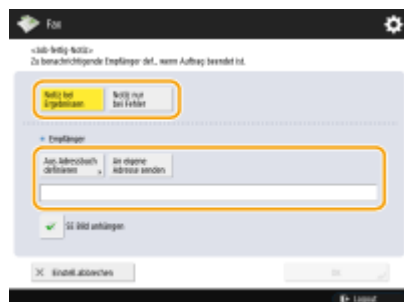 Fax
<Job-fertig-Notiz>
Zu benachrichtigende Empfänger def., wenn Auftrag beendet ist.
Notiz bei
Ergebnissen
Notiz nur
bei Fehler
Empfänger
Aus Adressbuch
definieren
An eigene
Adresse senden
SE Bild anhängen
Einstell. abbrechen
OK
Logout